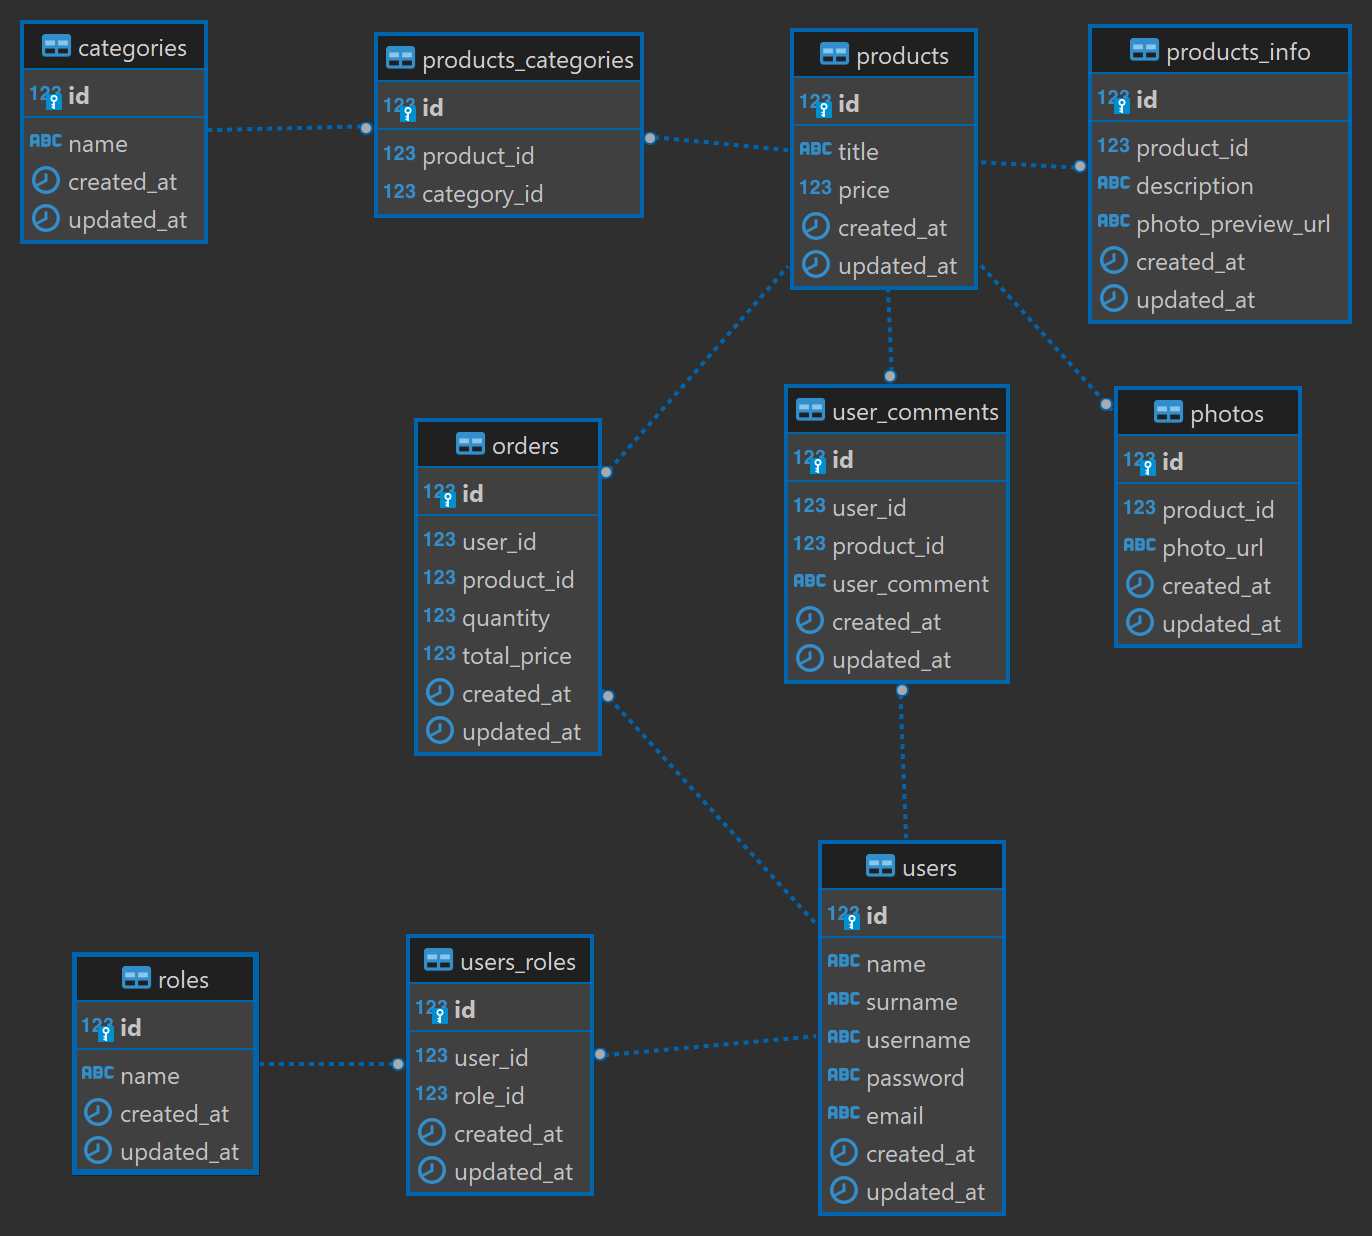 categories
123 id
ABC name
created_at
updated_at
products_categories
123 id
123 product_id
123 category_id
products
123 id
ABC title
123 price
created_at
updated_at
products_info
123 id
123 product_id
ABC description
ABC photo_preview_url
created_at
updated_at
orders
123 id
123 user_id
123 product_id
123 quantity
123 total_price
created_at
updated_at
user_comments
123 id
123 user_id
123 product_id
ABC user_comment
created_at
updated_at
photos
123 id
123 product_id
ABC photo_url
created_at
updated_at
roles
123 id
ABC name
created_at
updated_at
users_roles
123 id
123 user_id
123 role_id
created_at
updated_at
users
123 id
ABC name
ABC surname
ABC username
ABC password
ABC email
created_at
updated_at